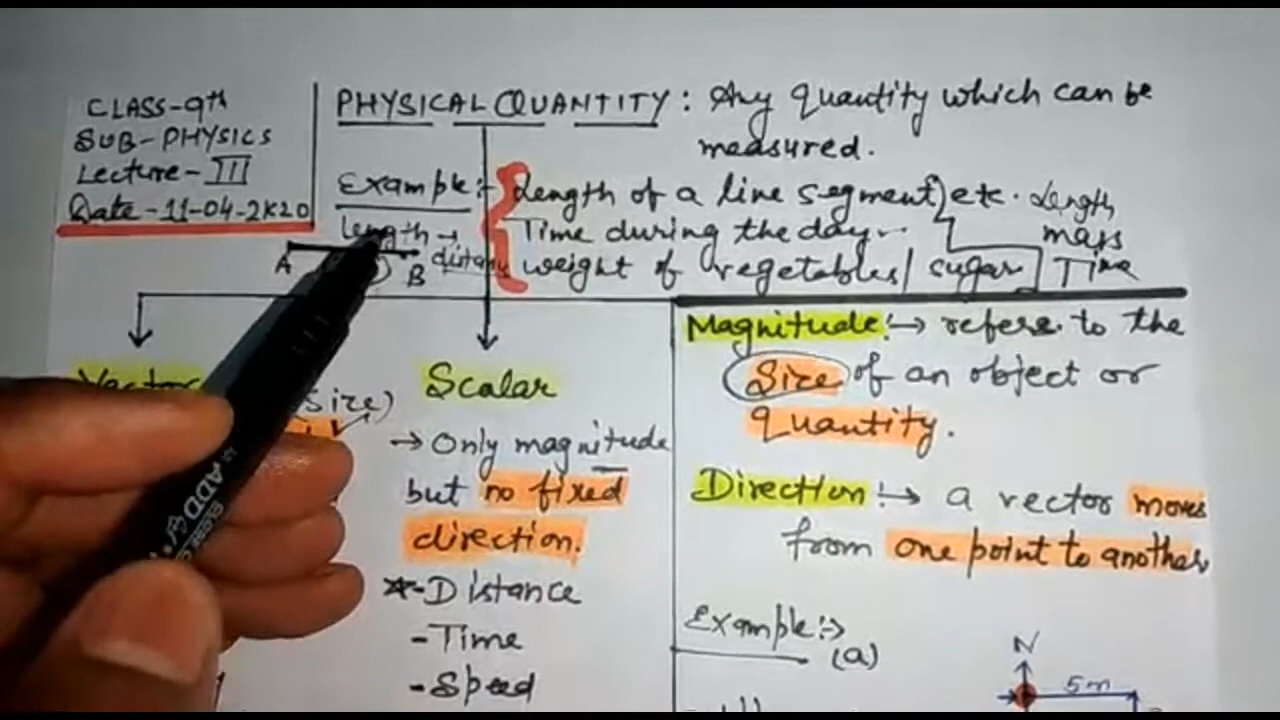 CLASS-9th
SUB-PHYSICS
Lecture-III
Date-11-04-2K20
PHYSICAL QUANTITY: Any quantity which can be
measured.
Example:- Length of a line segment, etc.
Time during the day..
weight of vegetables/ sugar
Length
mass
Time
Length →
A B distance
Vector
Size)
Scalar
→ Only magnitude
but no fixed
direction.
*-Distance
-Time
-Speed
Magnitude:→ refers to the
Size of an object or
Quantity.
Direction:→ a vector moves
from one point to another
Example:→
(a)
N
5m
ADD